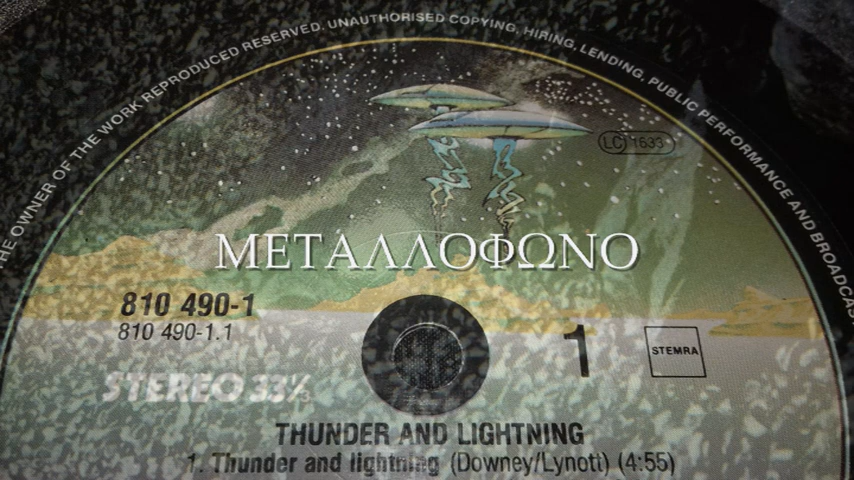 THE OWNER OF THE WORK REPRODUCED RESERVED. UNAUTHORISED COPYING, HIRING, LENDING, PUBLIC PERFORMANCE AND BROADCAS
LC 1633
ΜΕΤΑΛΛΟΦΩΝΟ
810 490-1
810 490-1.1
1
STEMRA
STEREO 33⅓
THUNDER AND LIGHTNING
1. Thunder and lightning (Downey/Lynott) (4:55)